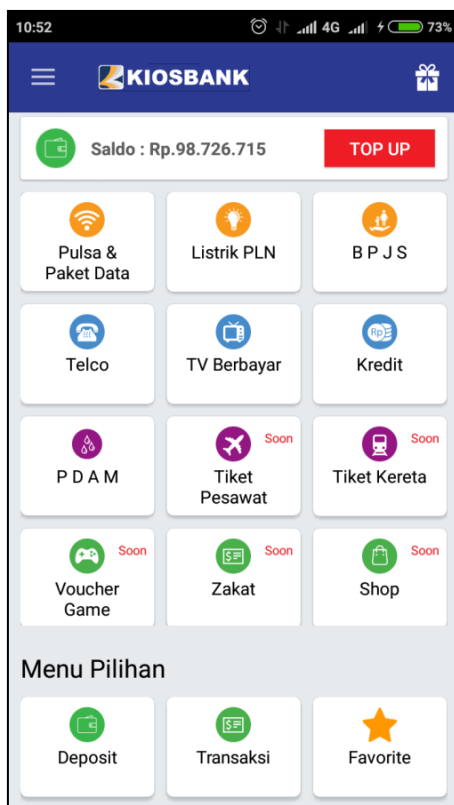 10:52 4G 73%
KIOSBANK
Saldo : Rp.98.726.715 TOP UP
Pulsa &
Paket Data
Listrik PLN
B P J S
Telco
TV Berbayar
Rp
Kredit
P D A M
Soon
Tiket
Pesawat
Soon
Tiket Kereta
Soon
Voucher
Game
Soon
Zakat
Soon
Shop
Menu Pilihan
Deposit
Transaksi
Favorite